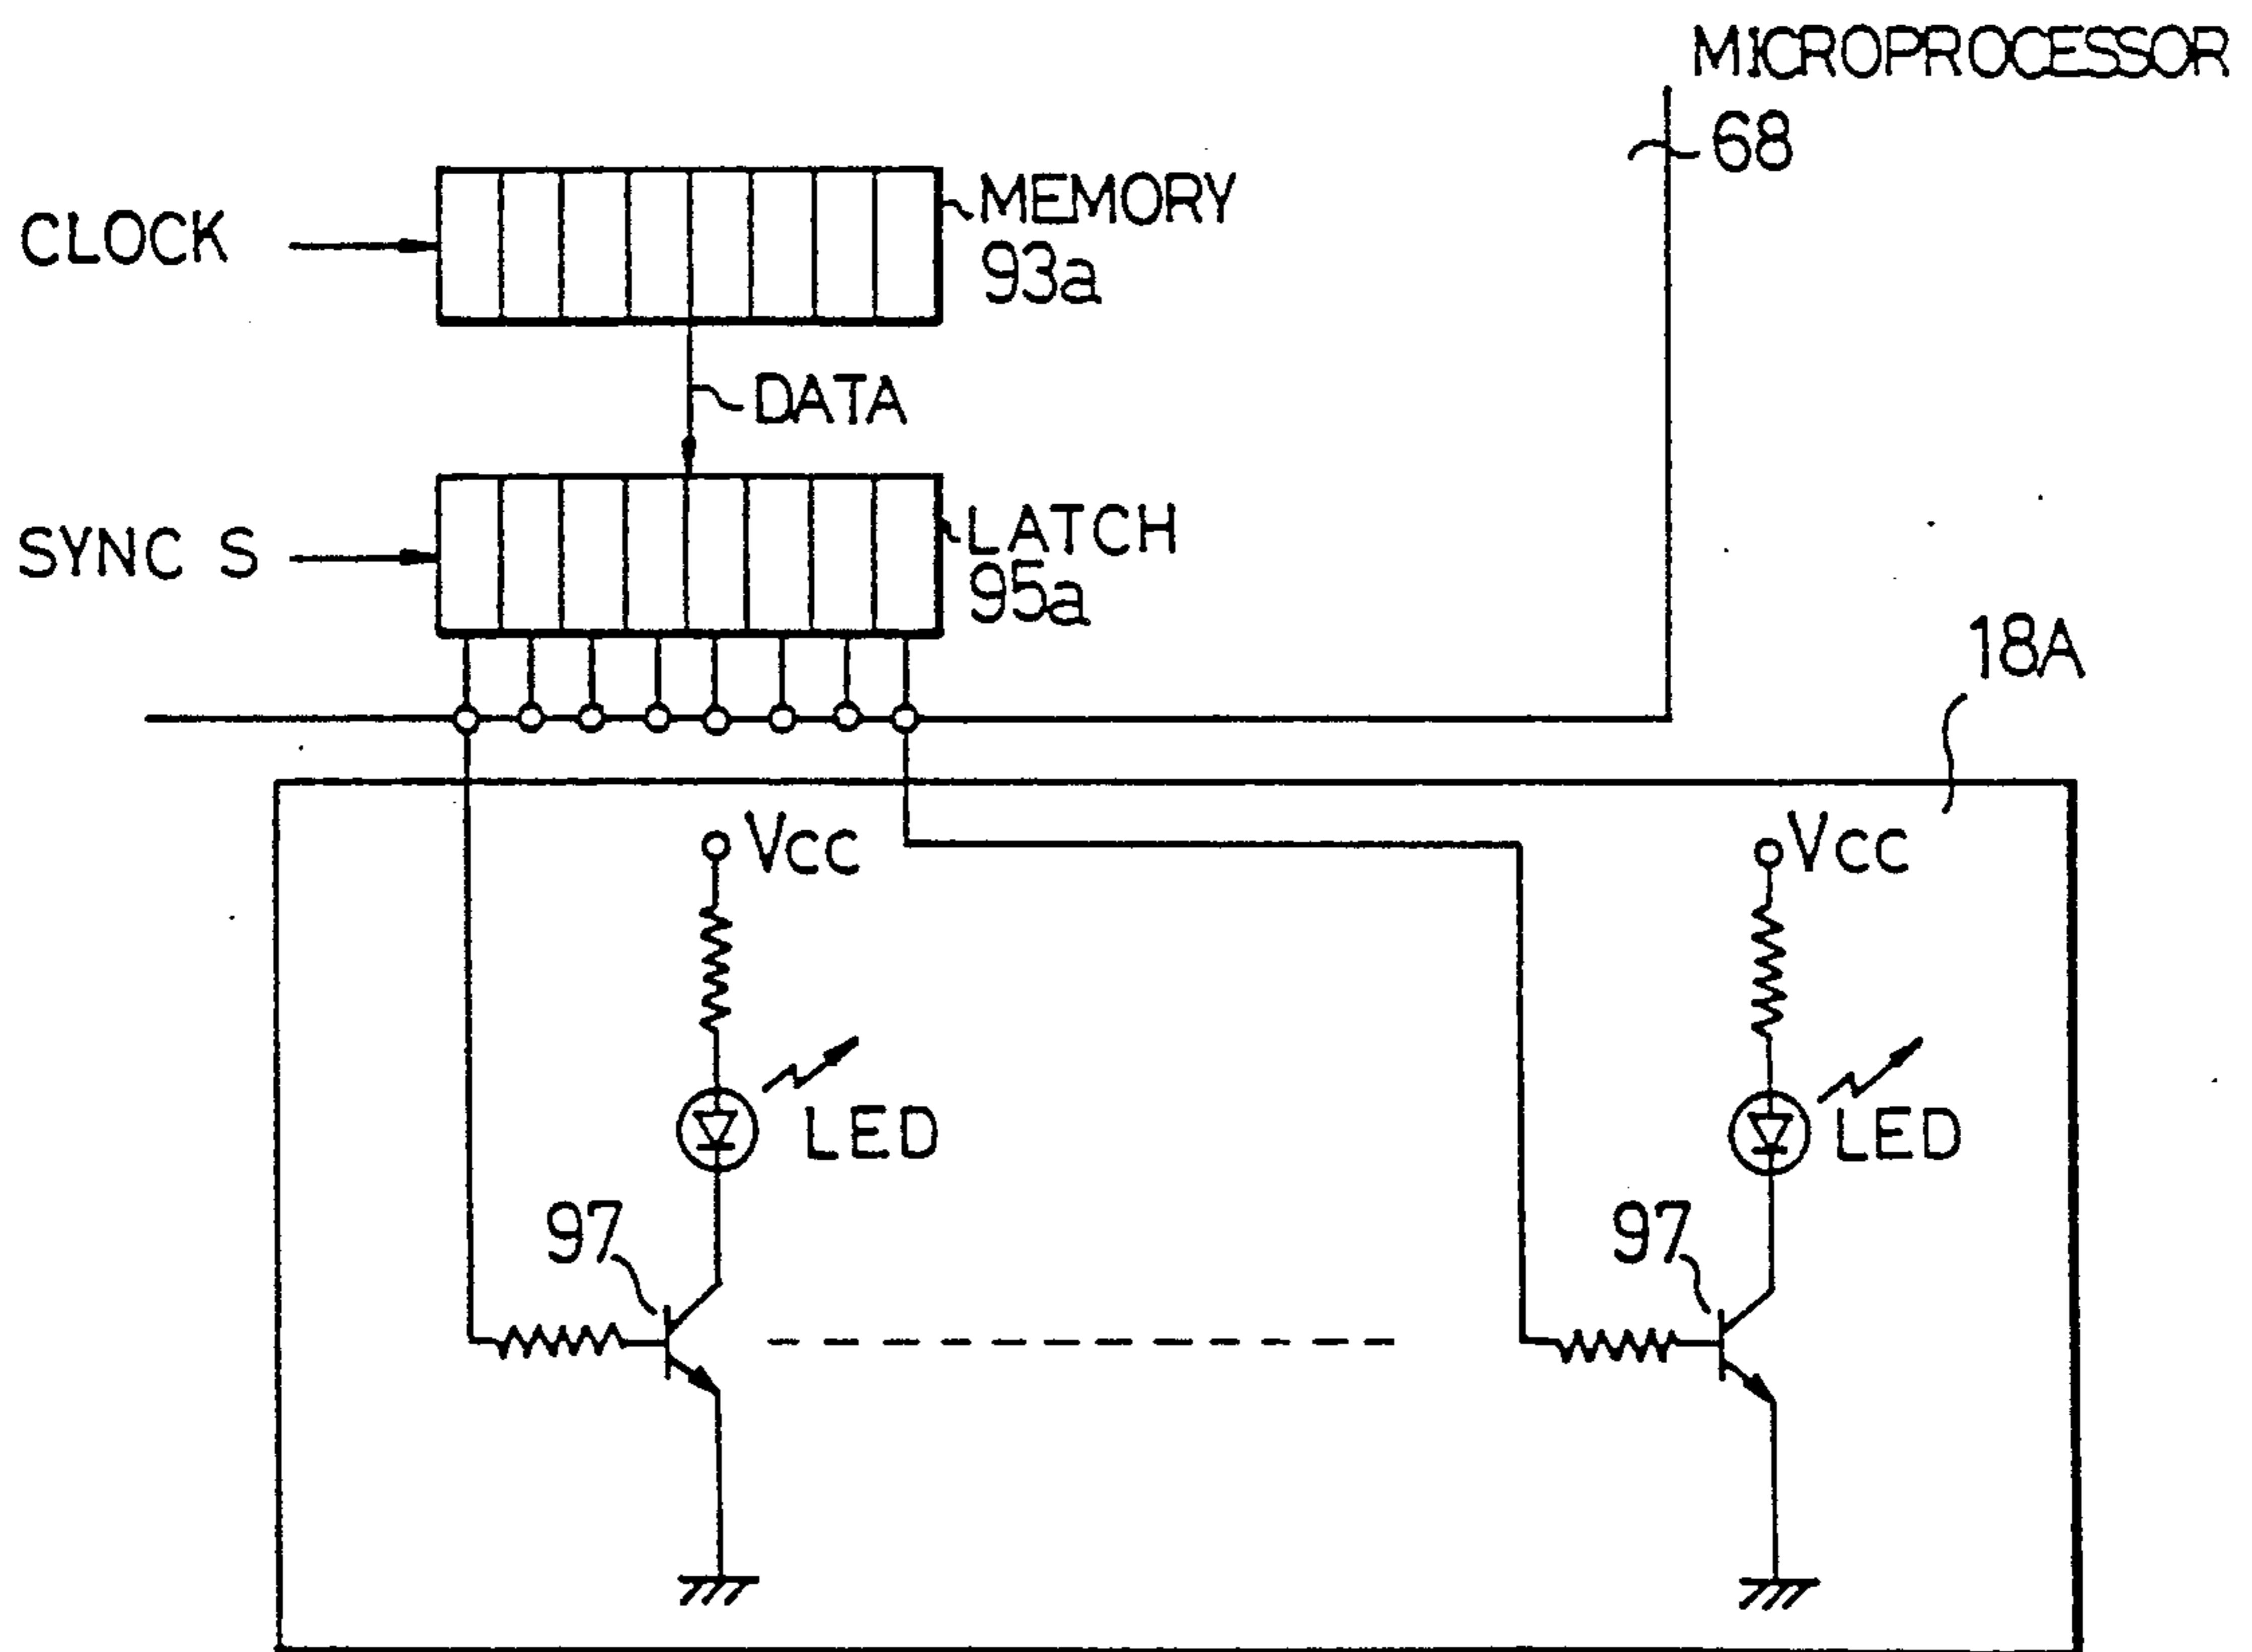 MICROPROCESSOR
68
CLOCK
MEMORY
93a
DATA
SYNC S
LATCH
95a
18A
Vcc
Vcc
LED
LED
97
97